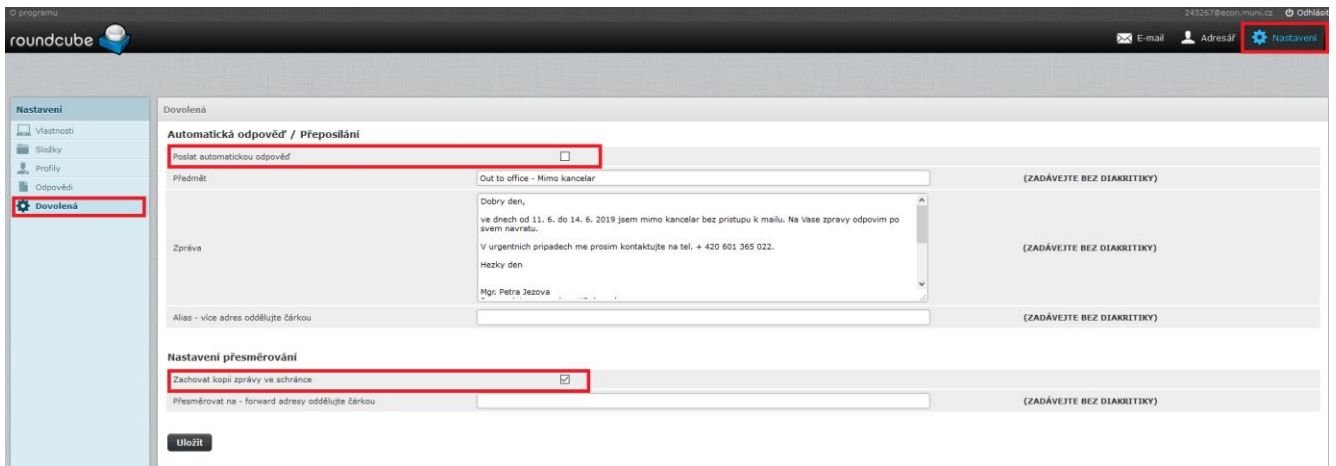 O programu
243267@econ.muni.cz Odhlásit
roundcube
E-mail Adresář Nastavení
Nastavení
Vlastnosti
Složky
Profily
Odpovědi
Dovolená
Dovolená
Automatická odpověď / Přeposílání
Poslat automatickou odpověď
Předmět
Out to office - Mimo kancelar
(ZADÁVEJTE BEZ DIAKRITIKY)
Zpráva
Dobry den,
ve dnech od 11. 6. do 14. 6. 2019 jsem mimo kancelar bez pristupu k mailu. Na Vase zpravy odpovim po
svem navratu.
V urgentnich pripadech me prosim kontaktujte na tel. + 420 601 365 022.
Hezky den
Mgr. Petra Jezova
(ZADÁVEJTE BEZ DIAKRITIKY)
Alias - více adres oddělujte čárkou
(ZADÁVEJTE BEZ DIAKRITIKY)
Nastavení přesměrování
Zachovat kopii zprávy ve schránce
Přesměrovat na - forward adresy oddělujte čárkou
(ZADÁVEJTE BEZ DIAKRITIKY)
Uložit